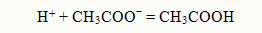 H⁺ + CH₃COO⁻ = CH₃COOH